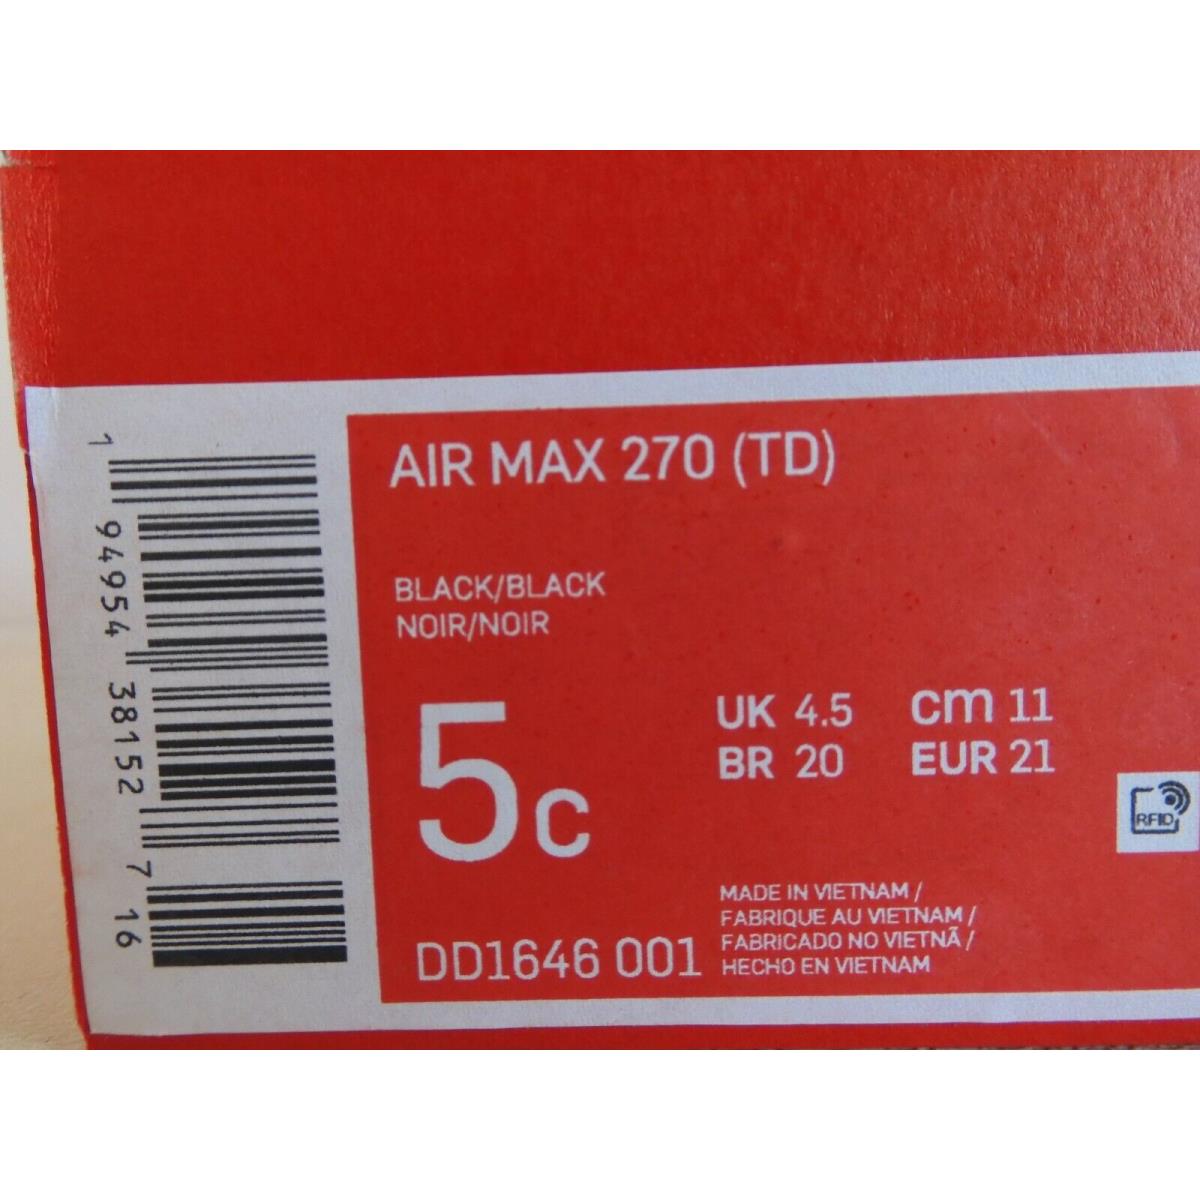 AIR MAX 270 (TD)
BLACK/BLACK
NOIR/NOIR
5C
UK 4.5 cm 11
BR 20 EUR 21
RFID
MADE IN VIETNAM /
FABRIQUE AU VIETNAM /
FABRICADO NO VIETNÃ /
HECHO EN VIETNAM
DD1646 001
1 94954 38152 7 16